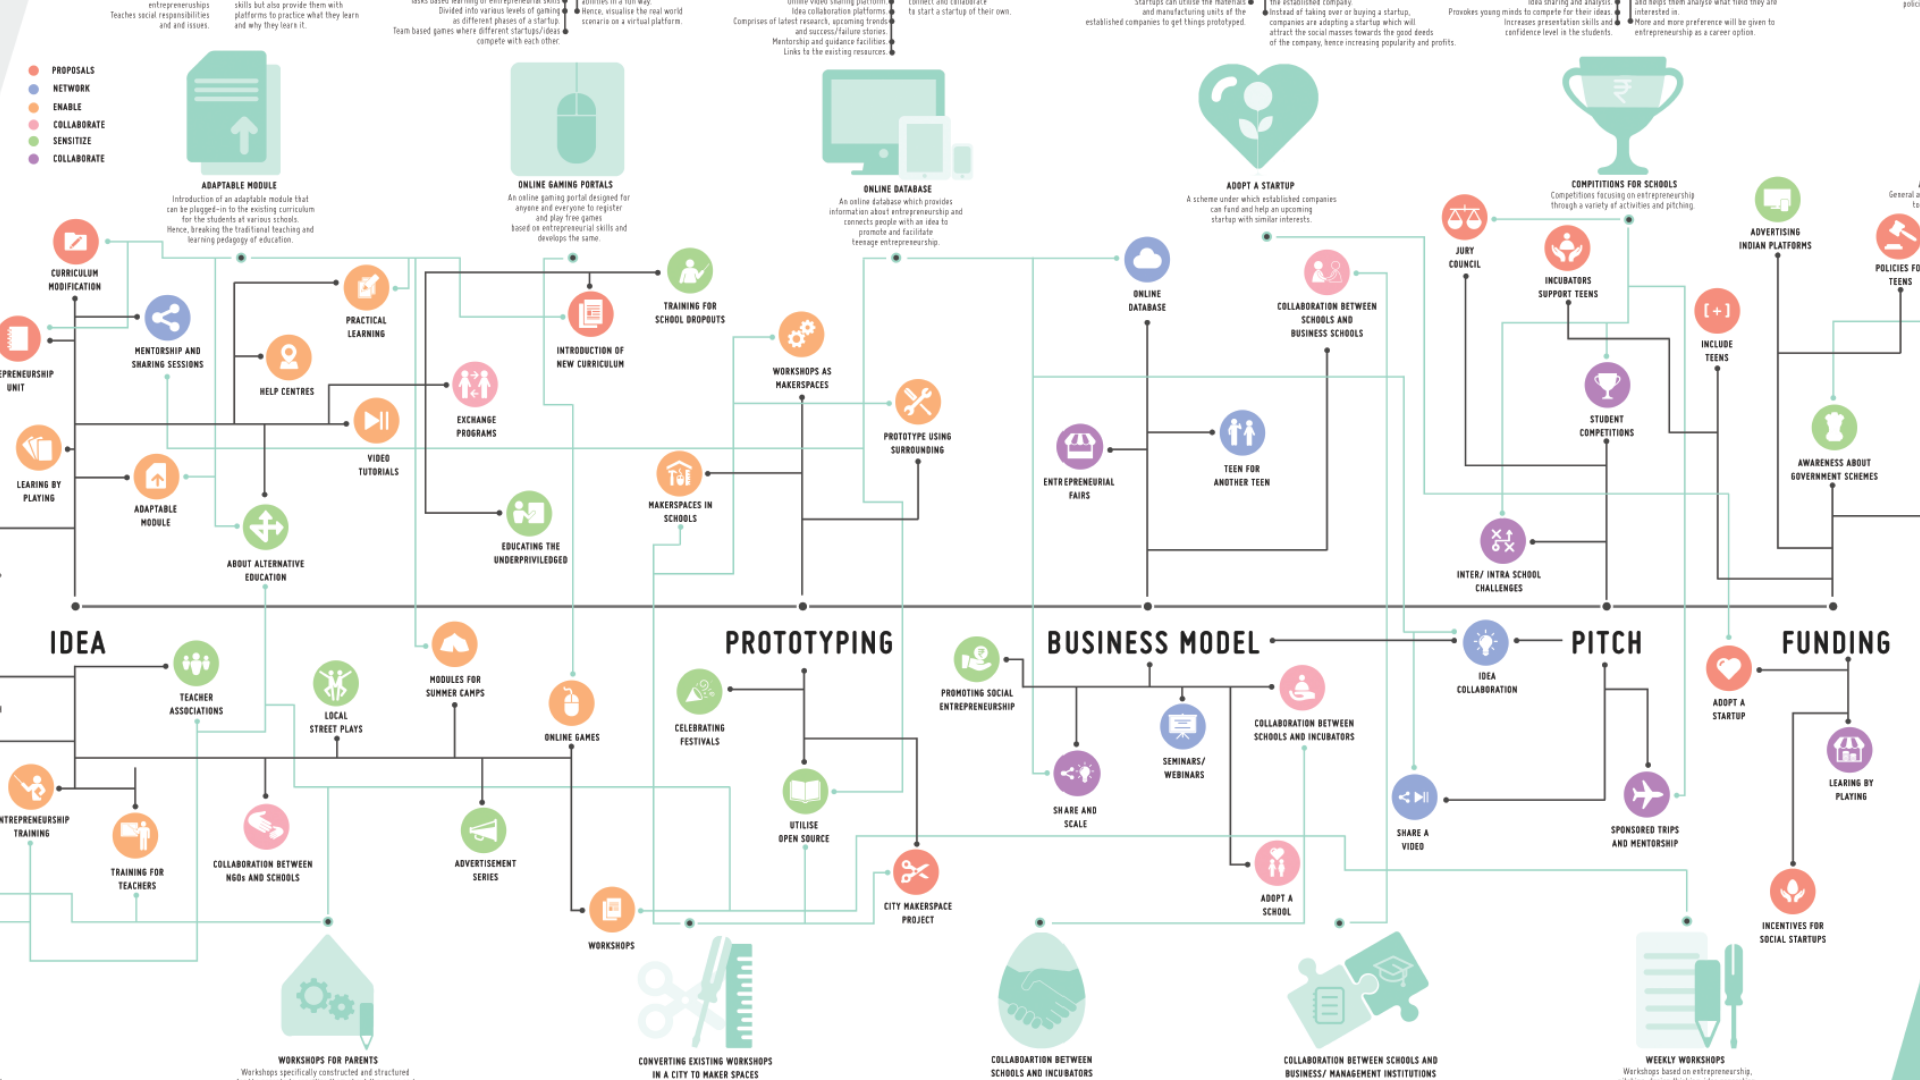 entrepreneurships
Teaches social responsibilities
and and issues.
skills but also provide them with
platforms to practice what they learn
and why they learn it.
Divided into various levels of gaming
as different phases of a startup.
Team based games where different startups/ideas
compete with each other.
Hence, visualise the real world
scenario on a virtual platform.
Online video sharing platform.
Idea collaboration platforms.
Comprises of latest research, upcoming trends
and success/failure stories.
Mentorship and guidance facilities.
Links to the existing resources.
connect and collaborate
to start a startup of their own.
Startups can utilise the materials
and manufacturing units of the
established companies to get things prototyped.
the established company.
Instead of taking over or buying a startup,
companies are adopting a startup which will
attract the social masses towards the good deeds
of the company, hence increasing popularity and profits.
Idea sharing and analysis.
Provokes young minds to compete for their ideas.
Increases presentation skills and
confidence level in the students.
and helps them analyse what field they are
interested in.
More and more preference will be given to
entrepreneurship as a career option.
PROPOSALS
NETWORK
ENABLE
COLLABORATE
SENSITIZE
COLLABORATE
ADAPTABLE MODULE
Introduction of an adaptable module that
can be plugged-in to the existing curriculum
for the students at various schools.
Hence, breaking the traditional teaching and
learning pedagogy of education.
ONLINE GAMING PORTALS
An online gaming portal designed for
anyone and everyone to register
and play free games
based on entrepreneurial skills and
develops the same.
ONLINE DATABASE
An online database which provides
information about entrepreneurship and
connects people with an idea to
promote and facilitate
teenage entrepreneurship.
ADOPT A STARTUP
A scheme under which established companies
can fund and help an upcoming
startup with similar interests.
₹
COMPITITIONS FOR SCHOOLS
Competitions focusing on entrepreneurship
through a variety of activities and pitching
General a
CURRICULUM
MODIFICATION
MENTORSHIP AND
SHARING SESSIONS
PRACTICAL
LEARNING
HELP CENTRES
EPRENEURSHIP
UNIT
LEARING BY
PLAYING
ADAPTABLE
MODULE
ABOUT ALTERNATIVE
EDUCATION
VIDEO
TUTORIALS
EXCHANGE
PROGRAMS
INTRODUCTION OF
NEW CURRICULUM
TRAINING FOR
SCHOOL DROPOUTS
EDUCATING THE
UNDERPRIVILEDGED
WORKSHOPS AS
MAKERSPACES
PROTOTYPE USING
SURROUNDING
MAKERSPACES IN
SCHOOLS
ONLINE
DATABASE
COLLABORATION BETWEEN
SCHOOLS AND
BUSINESS SCHOOLS
ENTREPRENEURIAL
FAIRS
TEEN FOR
ANOTHER TEEN
JURY
COUNCIL
INCUBATORS
SUPPORT TEENS
STUDENT
COMPETITIONS
INTER/ INTRA SCHOOL
CHALLENGES
[+]
INCLUDE
TEENS
ADVERTISING
INDIAN PLATFORMS
POLICIES FO
TEENS
AWARENESS ABOUT
GOVERNMENT SCHEMES
IDEA
PROTOTYPING
BUSINESS MODEL
PITCH
FUNDING
TEACHER
ASSOCIATIONS
LOCAL
STREET PLAYS
MODULES FOR
SUMMER CAMPS
ONLINE GAMES
NTREPRENEURSHIP
TRAINING
TRAINING FOR
TEACHERS
COLLABORATION BETWEEN
NGOs AND SCHOOLS
ADVERTISEMENT
SERIES
WORKSHOPS
CELEBRATING
FESTIVALS
UTILISE
OPEN SOURCE
CITY MAKERSPACE
PROJECT
₹
PROMOTING SOCIAL
ENTREPRENEURSHIP
SHARE AND
SCALE
SEMINARS/
WEBINARS
COLLABORATION BETWEEN
SCHOOLS AND INCUBATORS
ADOPT A
SCHOOL
IDEA
COLLABORATION
SHARE A
VIDEO
SPONSORED TRIPS
AND MENTORSHIP
ADOPT A
STARTUP
LEARING BY
PLAYING
INCENTIVES FOR
SOCIAL STARTUPS
WORKSHOPS FOR PARENTS
Workshops specifically constructed and structured
CONVERTING EXISTING WORKSHOPS
IN A CITY TO MAKER SPACES
COLLABOARTION BETWEEN
SCHOOLS AND INCUBATORS
COLLABORATION BETWEEN SCHOOLS AND
BUSINESS/ MANAGEMENT INSTITUTIONS
WEEKLY WORKSHOPS
Workshops based on entrepreneurship,